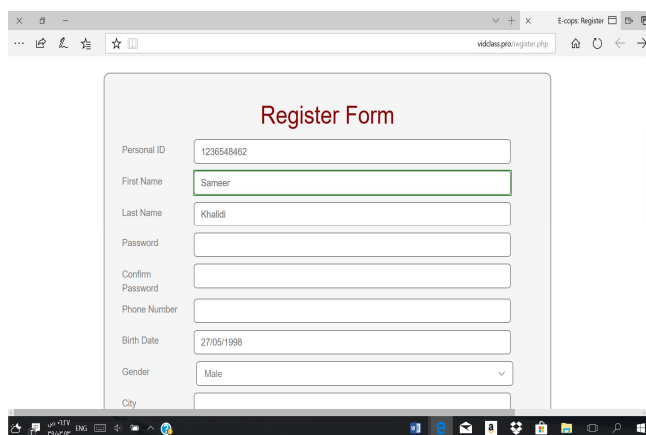 E-cops: Register
vidclass.pro/register.php
Register Form
Personal ID
1236548462
First Name
Sameer
Last Name
Khalidi
Password
Confirm
Password
Phone Number
Birth Date
27/05/1998
Gender
Male
City
ENG